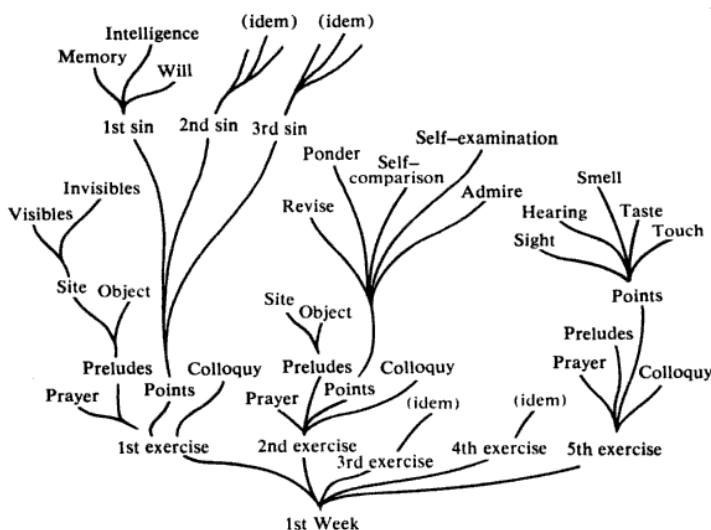 Intelligence
(idem)
(idem)
Memory
Will
1st sin
2nd sin
3rd sin
Self-examination
Ponder
Self-
comparison
Smell
Invisibles
Admire
Visibles
Revise
Hearing
Taste
Touch
Sight
Site
Object
Site
Object
Points
Preludes
Preludes
Preludes
Colloquy
Colloquy
Prayer
Colloquy
Prayer
Points
Prayer
Points
(idem)
(idem)
1st exercise
2nd exercise
3rd exercise
4th exercise
5th exercise
1st Week